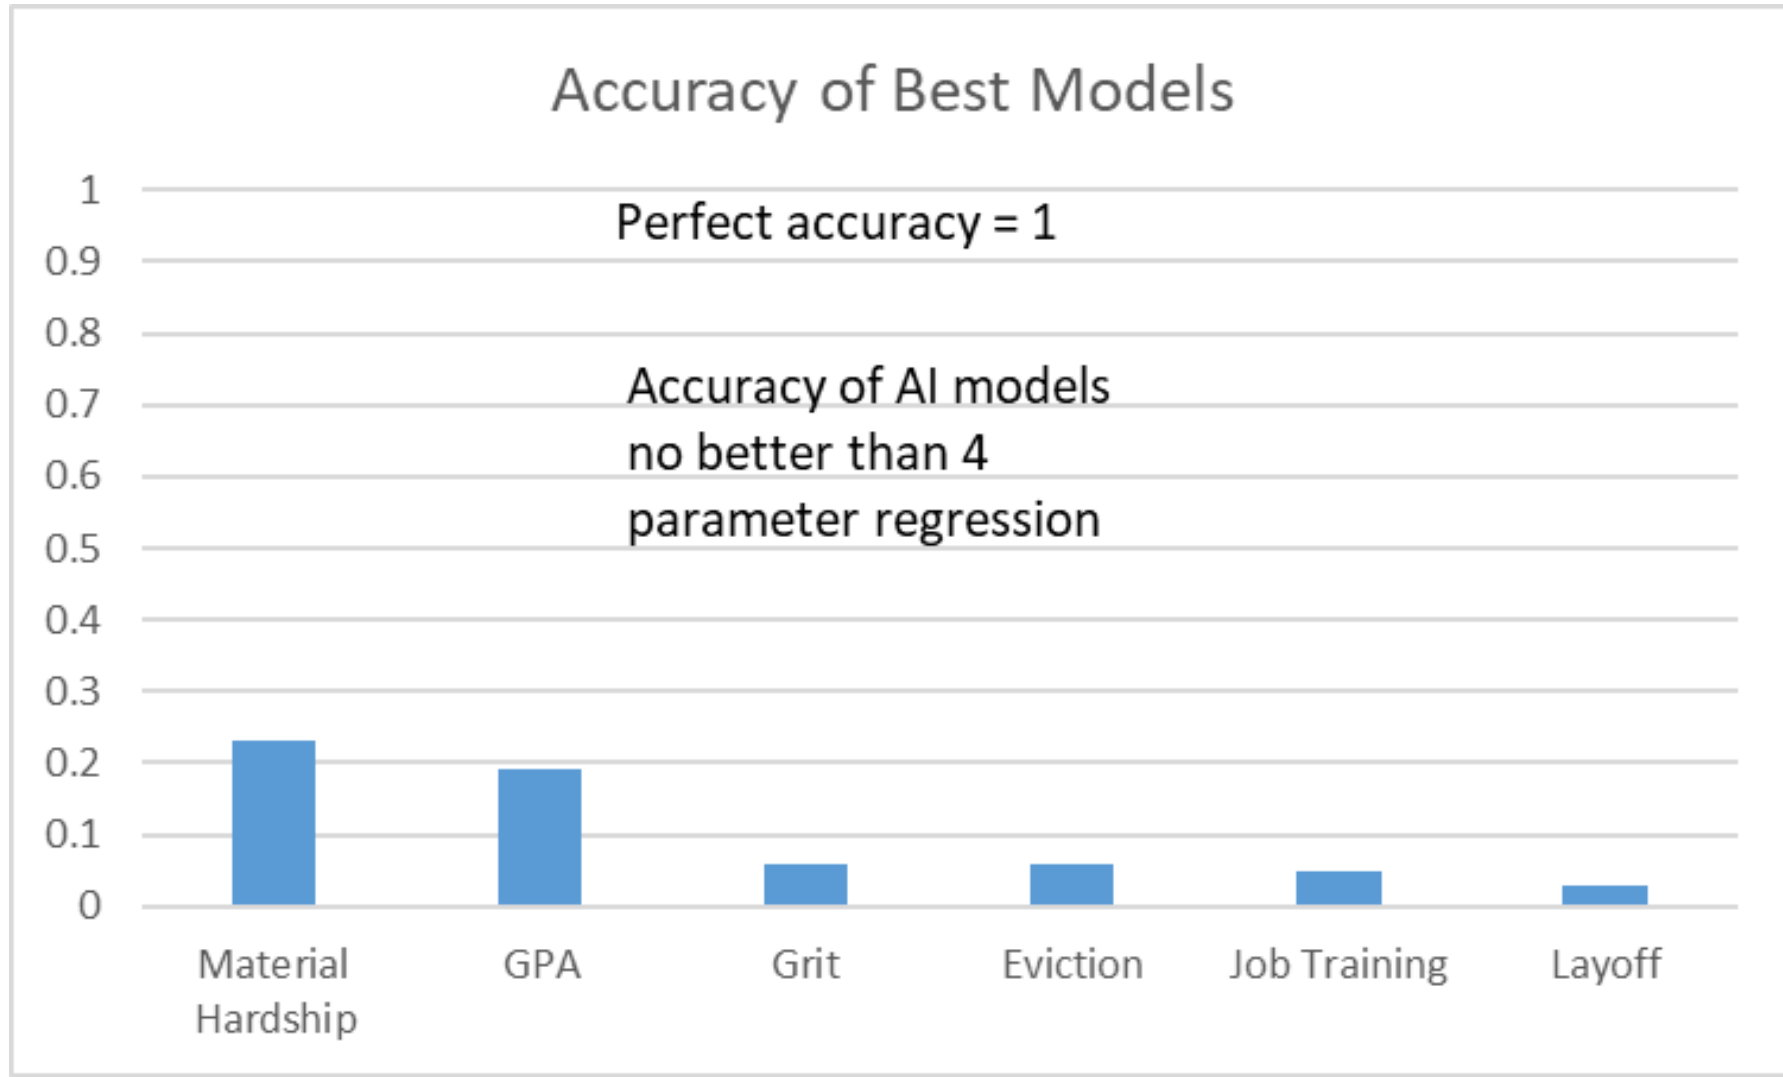 Accuracy of Best Models
1
Perfect accuracy = 1
0.9
0.8
Accuracy of AI models
0.7
no better than 4
0.6
parameter regression
0.5
0.4
0.3
0.2
0.1
0
Material
Hardship
GPA
Grit
Eviction
Job Training
Layoff